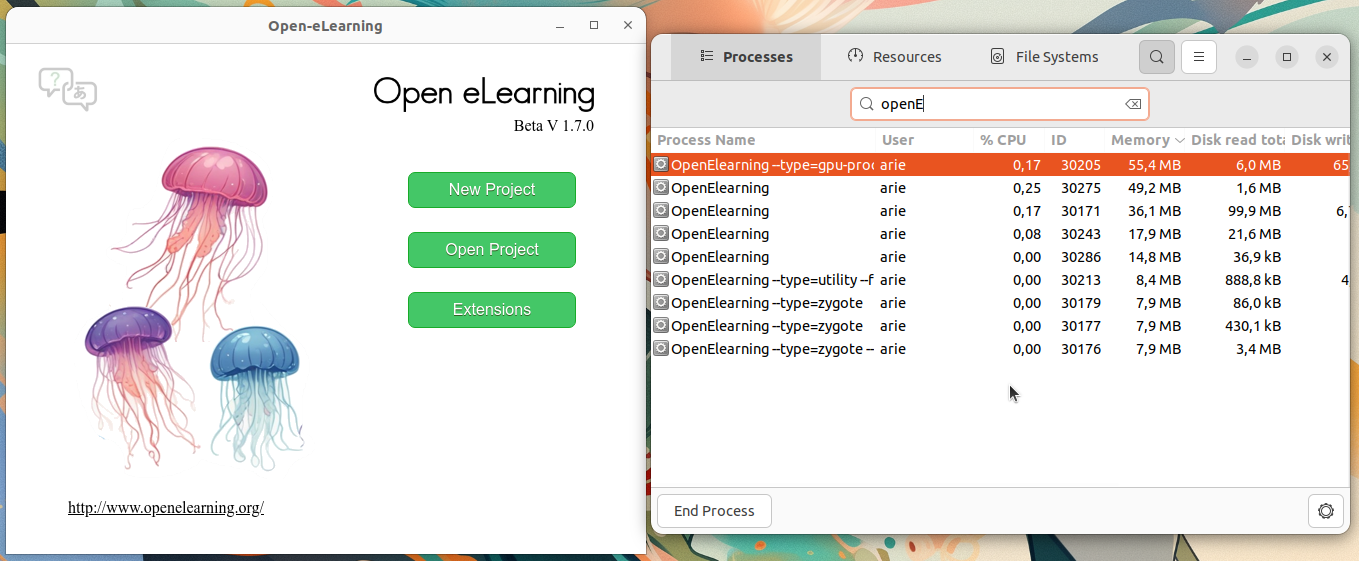 Open-eLearning
?
あ
Open eLearning
Beta V 1.7.0
New Project
Open Project
Extensions
http://www.openelearning.org/
Processes Resources File Systems
openE
Process Name User % CPU ID Memory Disk read tota Disk writ
OpenElearning --type=gpu-proc arie 0,17 30205 55,4 MB 6,0 MB 65
OpenElearning arie 0,25 30275 49,2 MB 1,6 MB
OpenElearning arie 0,17 30171 36,1 MB 99,9 MB 6,
OpenElearning arie 0,08 30243 17,9 MB 21,6 MB
OpenElearning arie 0,00 30286 14,8 MB 36,9 kB
OpenElearning --type=utility --f arie 0,00 30213 8,4 MB 888,8 kB 4
OpenElearning --type=zygote arie 0,00 30179 7,9 MB 86,0 kB
OpenElearning --type=zygote arie 0,00 30177 7,9 MB 430,1 kB
OpenElearning --type=zygote -- arie 0,00 30176 7,9 MB 3,4 MB
End Process